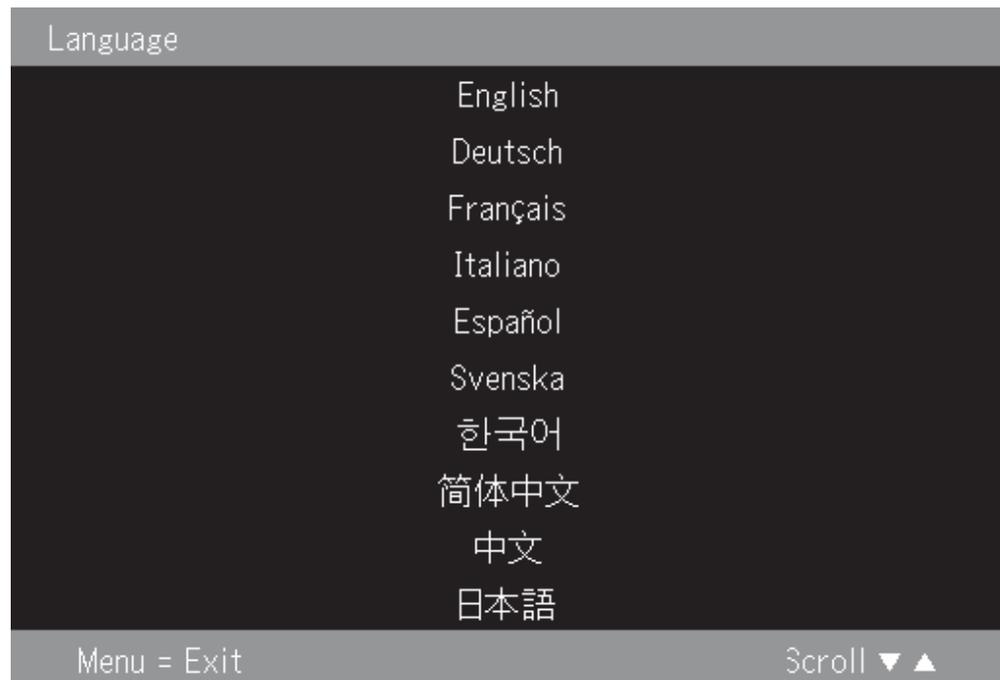 Language
English
Deutsch
Français
Italiano
Español
Svenska
한국어
简体中文
中文
日本語
Menu = Exit Scroll ▼ ▲